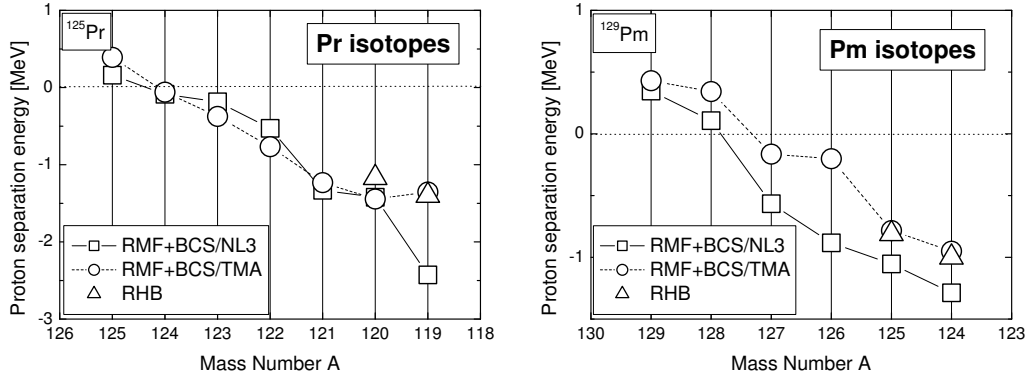 ¹²⁵Pr
Pr isotopes
Proton separation energy [MeV]
1
0
-1
-2
-3
RMF+BCS/NL3
RMF+BCS/TMA
RHB
126 125 124 123 122 121 120 119 118
Mass Number A
¹²⁹Pm
Pm isotopes
Proton separation energy [MeV]
1
0
-1
RMF+BCS/NL3
RMF+BCS/TMA
RHB
130 129 128 127 126 125 124 123
Mass Number A